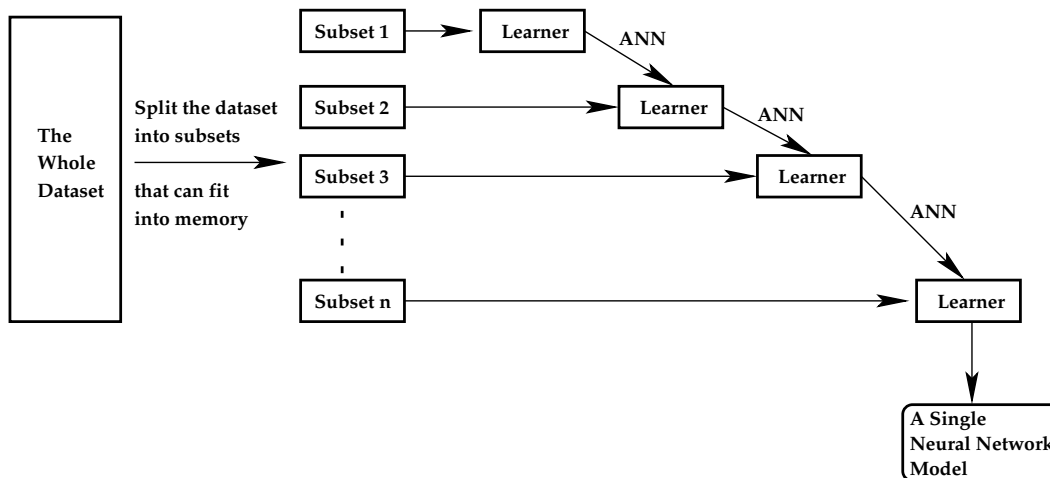 The
Whole
Dataset
Split the dataset
into subsets
that can fit
into memory
Subset 1
Learner
ANN
Subset 2
Learner
ANN
Subset 3
Learner
ANN
Subset n
Learner
A Single
Neural Network
Model